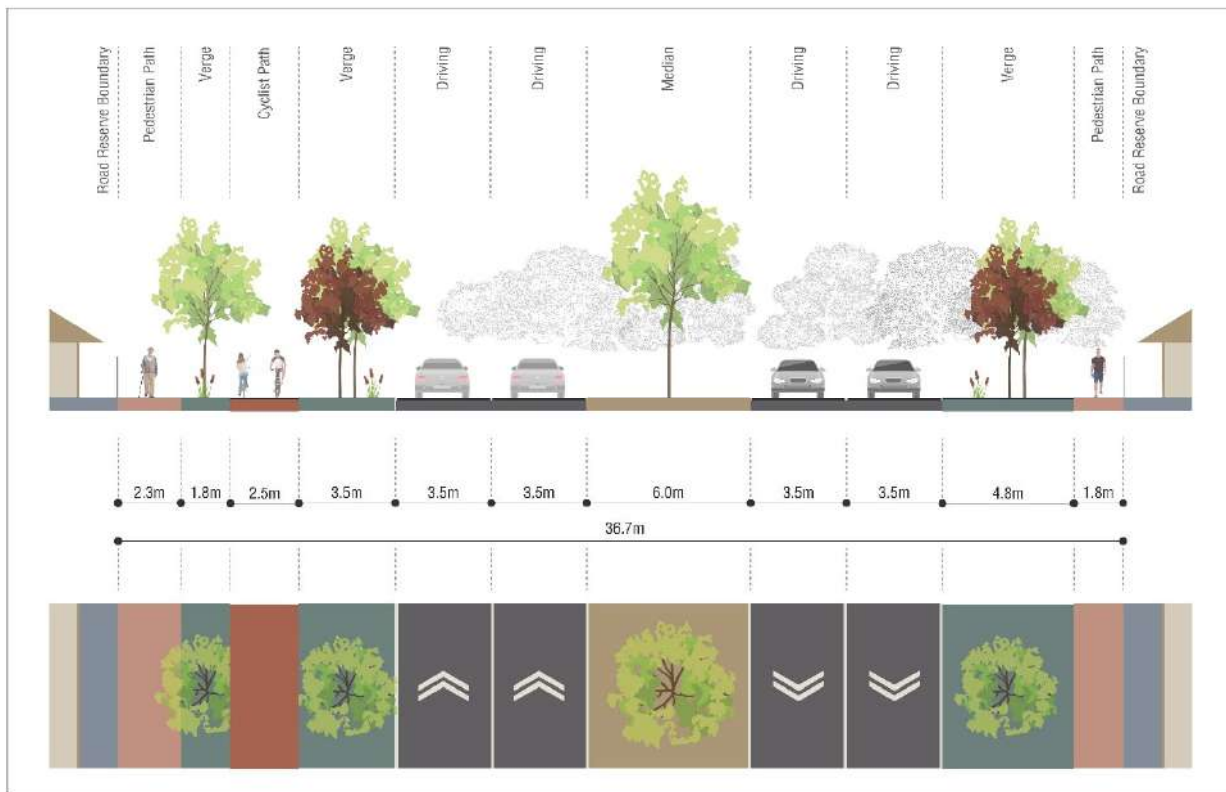 Road Reserve Boundary
Pedestrian Path
Verge
Cyclist Path
Verge
Driving
Driving
Median
Driving
Driving
Verge
Pedestrian Path
Road Reserve Boundary
2.3m
1.8m
2.5m
3.5m
3.5m
3.5m
6.0m
3.5m
3.5m
4.8m
1.8m
36.7m